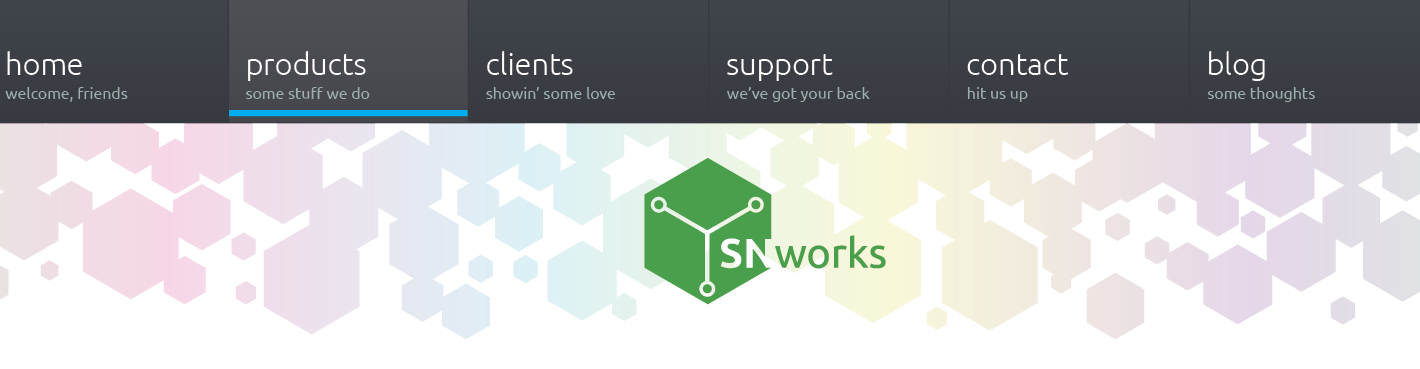 home
welcome, friends
products
some stuff we do
clients
showin’ some love
support
we’ve got your back
contact
hit us up
blog
some thoughts
SNworks